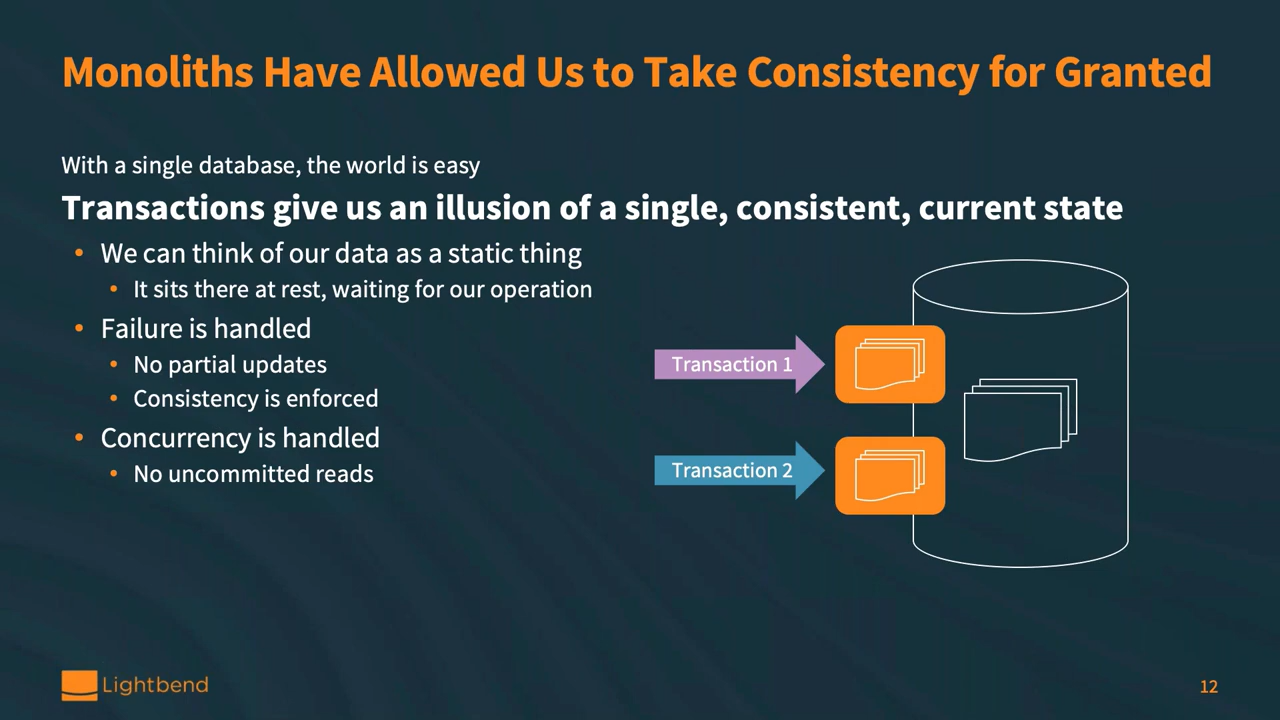 Monoliths Have Allowed Us to Take Consistency for Granted
With a single database, the world is easy
Transactions give us an illusion of a single, consistent, current state
• We can think of our data as a static thing
• It sits there at rest, waiting for our operation
• Failure is handled
• No partial updates
• Consistency is enforced
• Concurrency is handled
• No uncommitted reads
Transaction 1
Transaction 2
Lightbend
12